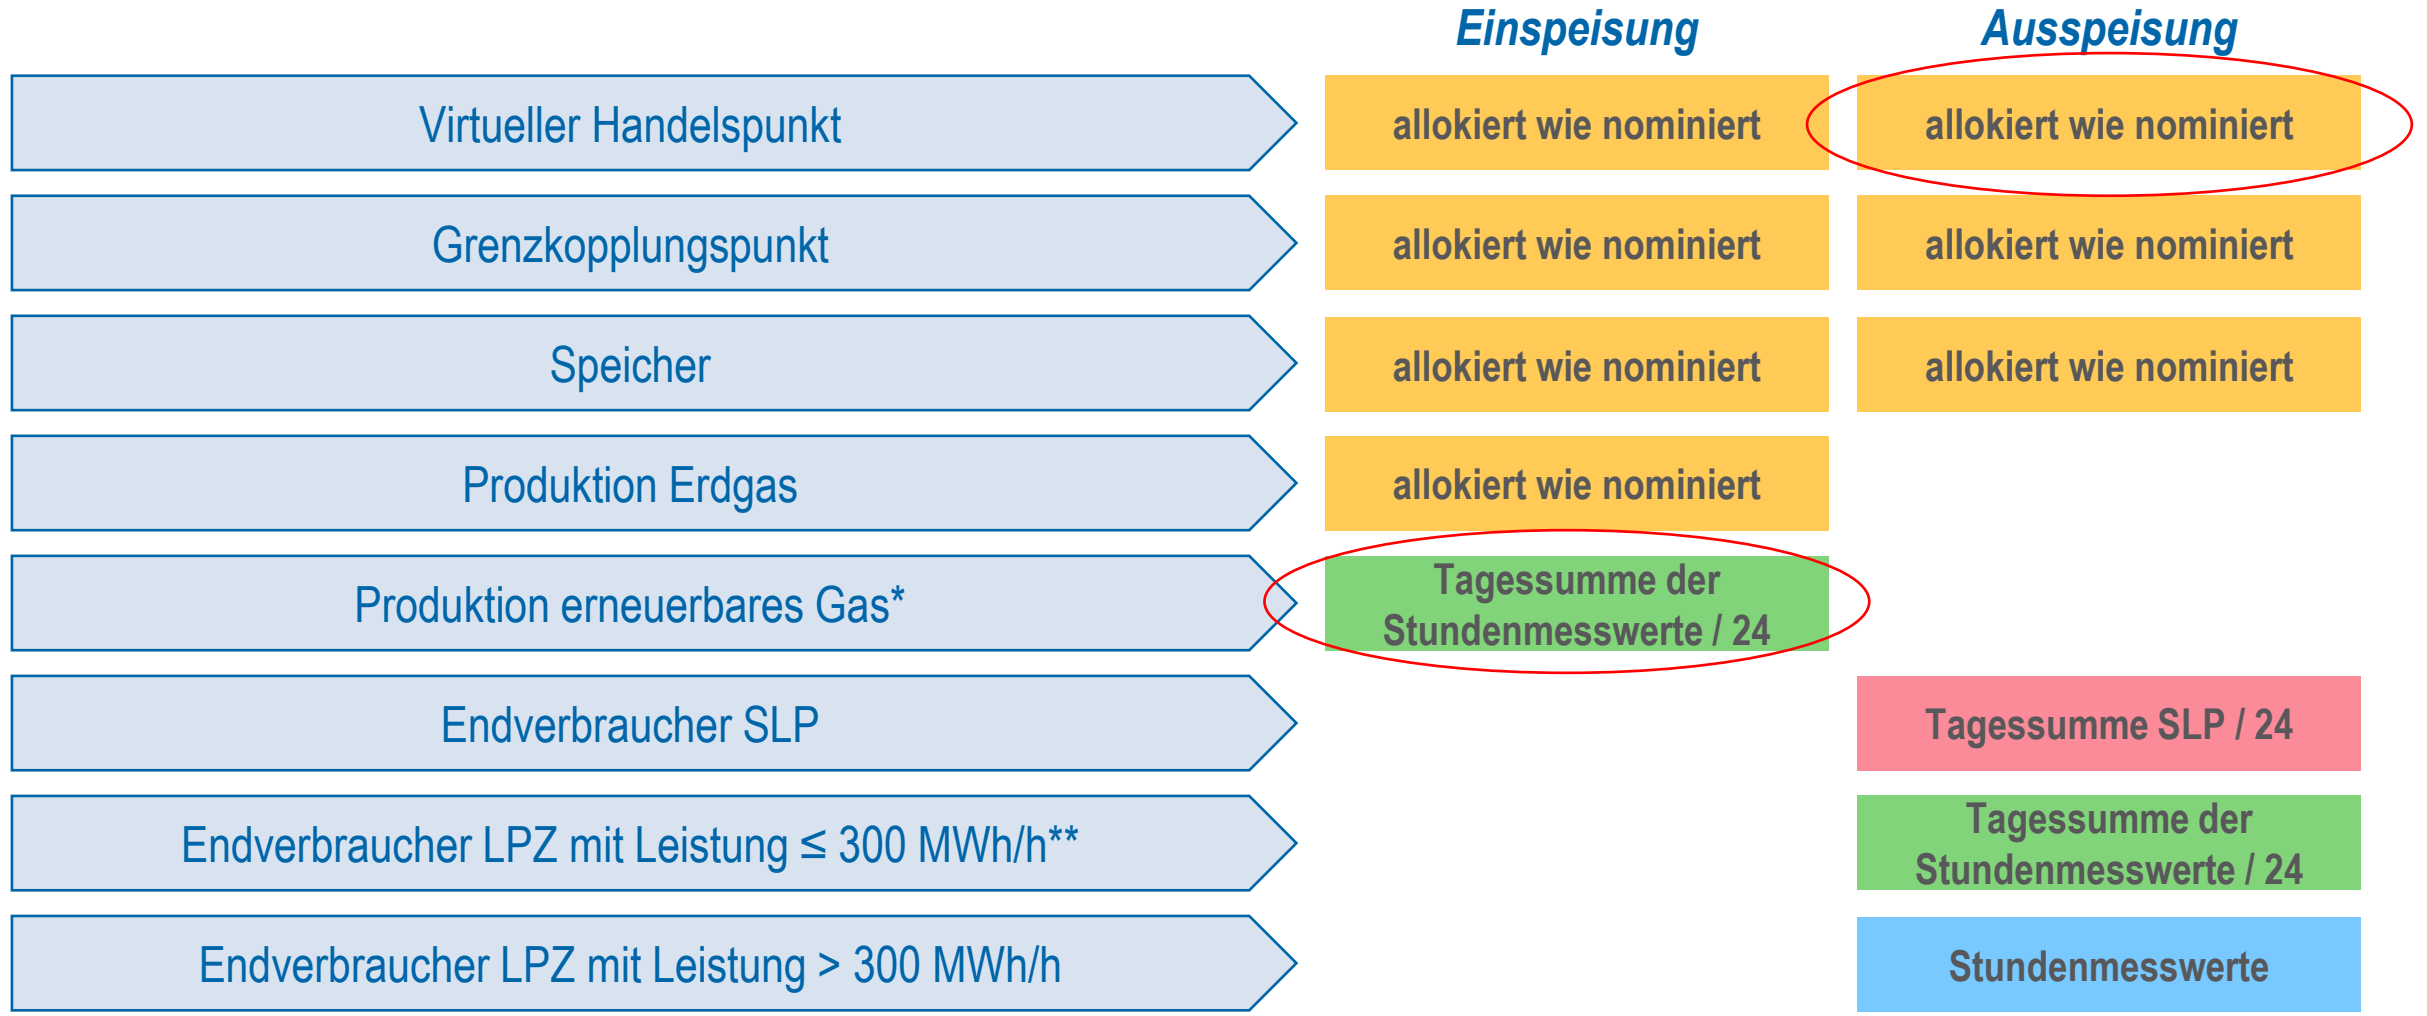 Einspeisung Ausspeisung
Virtueller Handelspunkt allokiert wie nominiert allokiert wie nominiert
Grenzkopplungspunkt allokiert wie nominiert allokiert wie nominiert
Speicher allokiert wie nominiert allokiert wie nominiert
Produktion Erdgas allokiert wie nominiert
Produktion erneuerbares Gas* Tagessumme der
Stundenmesswerte / 24
Endverbraucher SLP Tagessumme SLP / 24
Endverbraucher LPZ mit Leistung ≤ 300 MWh/h** Tagessumme der
Stundenmesswerte / 24
Endverbraucher LPZ mit Leistung > 300 MWh/h Stundenmesswerte